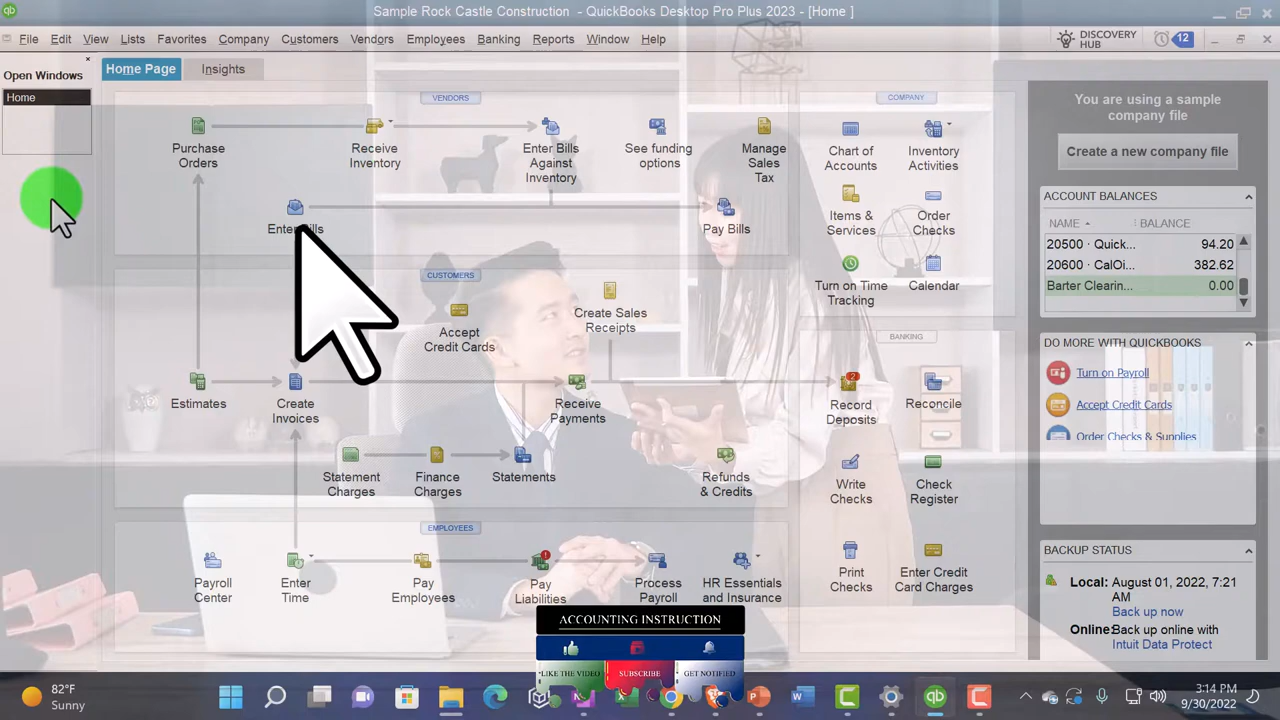 Sample Rock Castle Construction - QuickBooks Desktop Pro Plus 2023 - [Home ]
File Edit View Lists Favorites Company Customers Vendors Employees Banking Reports Window Help
DISCOVERY
HUB
12
Open Windows
Home
Home Page
Insights
VENDORS
Purchase
Orders
Receive
Inventory
Enter Bills
Against
Inventory
See funding
options
Manage
Sales
Tax
Enter Bills
Pay Bills
CUSTOMERS
Accept
Credit Cards
Create Sales
Receipts
Estimates
Create
Invoices
Receive
Payments
Statement
Charges
Finance
Charges
Statements
Refunds
& Credits
EMPLOYEES
Payroll
Center
Enter
Time
Pay
Employees
Pay
Liabilities
Process
Payroll
HR Essentials
and Insurance
COMPANY
Chart of
Accounts
Inventory
Activities
Items &
Services
Order
Checks
Turn on Time
Tracking
Calendar
BANKING
2
Record
Deposits
Reconcile
Write
Checks
Check
Register
Print
Checks
Enter Credit
Card Charges
You are using a sample
company file
Create a new company file
ACCOUNT BALANCES
NAME BALANCE
20500 · Quick... 94.20
20600 · CalOi... 382.62
Barter Clearin... 0.00
DO MORE WITH QUICKBOOKS
Turn on Payroll
Accept Credit Cards
Order Checks & Supplies
BACKUP STATUS
Local: August 01, 2022, 7:21
AM
Back up now
Online: Back up online with
Intuit Data Protect
ACCOUNTING INSTRUCTION
LIKE THE VIDEO
SUBSCRIBE
GET NOTIFIED
82°F
Sunny
3:14 PM
9/30/2022